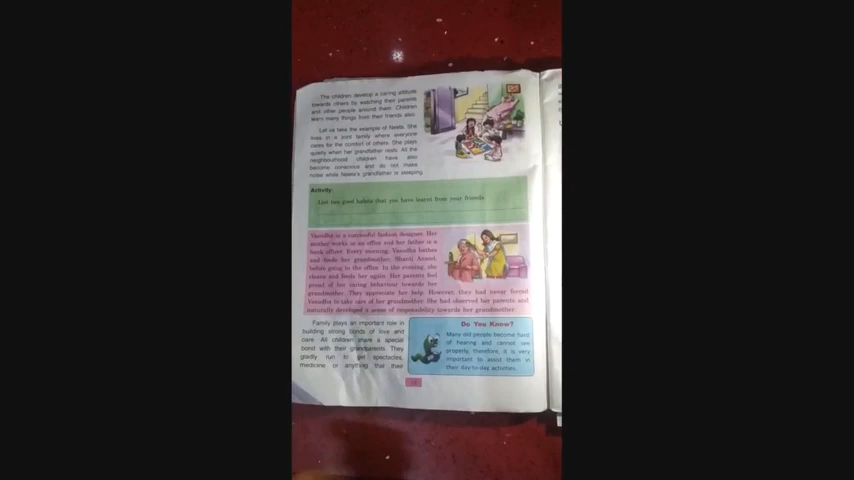 The children develop a caring attitude
towards others by watching their parents
and other people around them. Children
learn many things from their friends also.
Let us take the example of Neeta. She
lives in a joint family where everyone
cares for the comfort of others. She plays
quietly when her grandfather rests. All the
neighbourhood children have also
become conscious and do not make
noise while Neeta's grandfather is sleeping.
Activity:
List two good habits that you have learnt from your friends.
Vasudha is a successful fashion designer. Her
mother works in an office and her father is a
bank officer. Every morning, Vasudha bathes
and feeds her grandmother, Shanti Anand,
before going to the office. In the evening, she
cleans and feeds her again. Her parents feel
proud of her caring behaviour towards her
grandmother. They appreciate her help. However, they had never forced
Vasudha to take care of her grandmother. She had observed her parents and
naturally developed a sense of responsibility towards her grandmother.
Family plays an important role in
building strong bonds of love and
care. All children share a special
bond with their grandparents. They
gladly run to get spectacles,
medicine or anything that their
Do You Know?
Many old people become hard
of hearing and cannot see
properly, therefore, it is very
important to assist them in
their day-to-day activities.